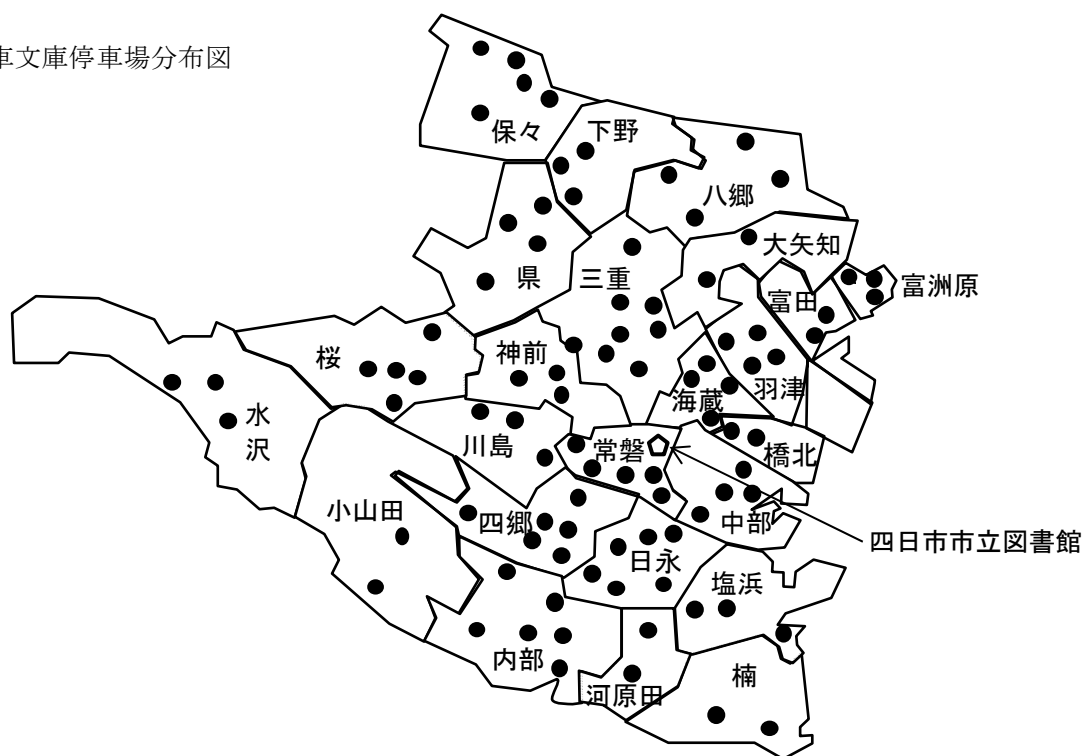 車文庫停車場分布図
保々
下野
八郷
大矢知
富洲原
富田
県
三重
桜
神前
海蔵
羽津
水沢
川島
常磐
橋北
小山田
四郷
中部
四日市市立図書館
日永
塩浜
内部
河原田
楠